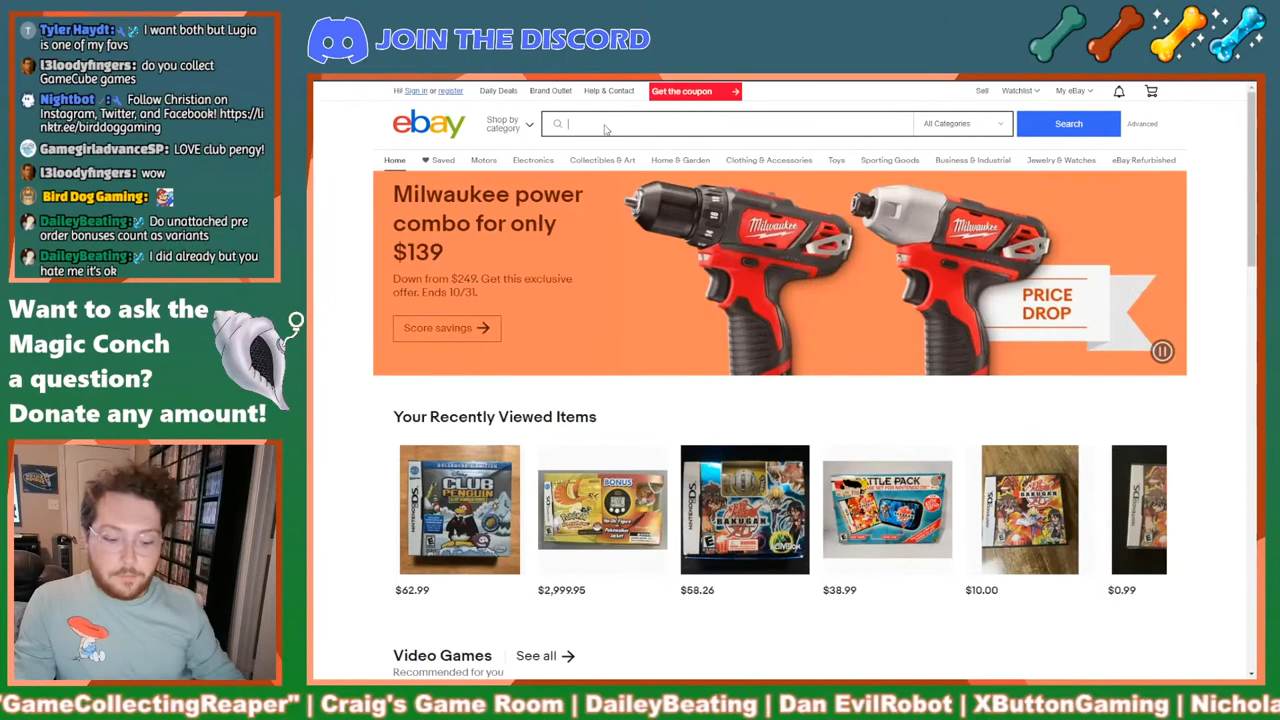 Tyler Haydt: I want both but Lugia
is one of my favs
l3loodyfingers: do you collect
GameCube games
Nightbot: Follow Christian on
Instagram, Twitter, and Facebook! https://li
nktr.ee/birddoggaming
GamegirladvanceSP: LOVE club pengy!
l3loodyfingers: wow
Bird Dog Gaming:
DaileyBeating: Do unattached pre
order bonuses count as variants
DaileyBeating: I did already but you
hate me it's ok
Want to ask the
Magic Conch
a question?
Donate any amount!
JOIN THE DISCORD
Hi! Sign in or register
Daily Deals
Brand Outlet
Help & Contact
Get the coupon
Sell
Watchlist
My eBay
ebay
Shop by
category
All Categories
Search
Advanced
Home
Saved
Motors
Electronics
Collectibles & Art
Home & Garden
Clothing & Accessories
Toys
Sporting Goods
Business & Industrial
Jewelry & Watches
eBay Refurbished
Milwaukee power
combo for only
$139
Down from $249. Get this exclusive
offer. Ends 10/31.
Score savings
Milwaukee
Milwaukee
PRICE
DROP
Your Recently Viewed Items
CLUB
PENGUIN
BONUS
BAKUGAN
$62.99
$2,999.95
$58.26
$38.99
$10.00
$0.99
Video Games
See all
Recommended for you
"GameCollectingReaper" | Craig's Game Room | DaileyBeating | Dan EvilRobot | XButtonGaming | Nichola